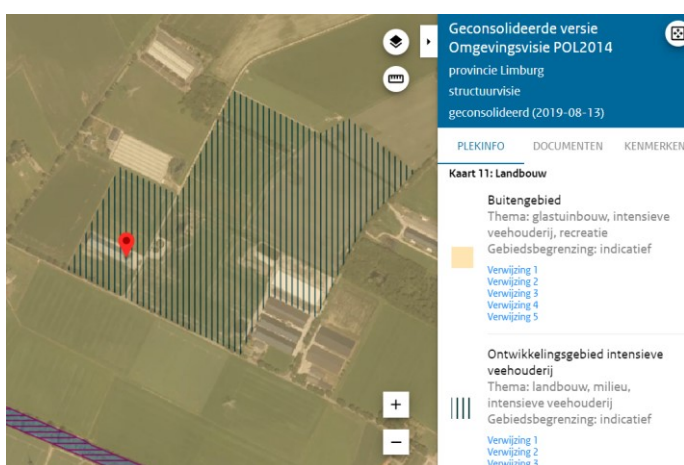 Geconsolideerde versie
Omgevingsvisie POL2014
provincie Limburg
structuurvisie
geconsolideerd (2019-08-13)
PLEKINFO DOCUMENTEN KENMERKEN
Kaart 11: Landbouw
Buitengebied
Thema: glastuinbouw, intensieve
veehouderij, recreatie
Gebiedsbegrenzing: indicatief
Verwijzing 1
Verwijzing 2
Verwijzing 3
Verwijzing 4
Verwijzing 5
Ontwikkelingsgebied intensieve
veehouderij
Thema: landbouw, milieu,
intensieve veehouderij
Gebiedsbegrenzing: indicatief
Verwijzing 1
Verwijzing 2
Verwijzing 3